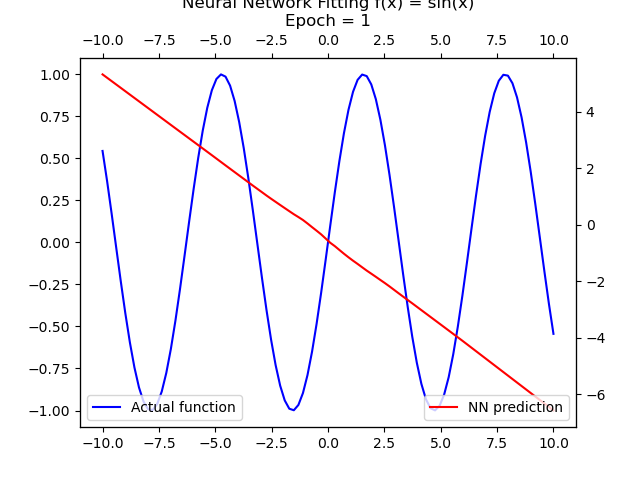 Neural Network Fitting f(x) = sin(x)
Epoch = 1
−10.0 −7.5 −5.0 −2.5 0.0 2.5 5.0 7.5 10.0
1.00
0.75
0.50
0.25
0.00
−0.25
−0.50
−0.75
−1.00
4
2
0
−2
−4
−6
Actual function
NN prediction
−10.0 −7.5 −5.0 −2.5 0.0 2.5 5.0 7.5 10.0